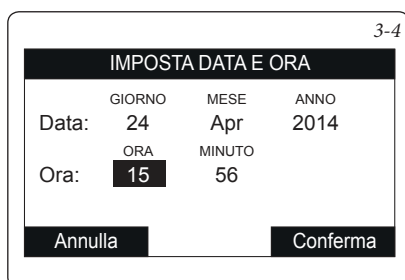 3-4
IMPOSTA DATA E ORA
GIORNO MESE ANNO
Data: 24 Apr 2014
ORA MINUTO
Ora: 15 56
Annulla Conferma